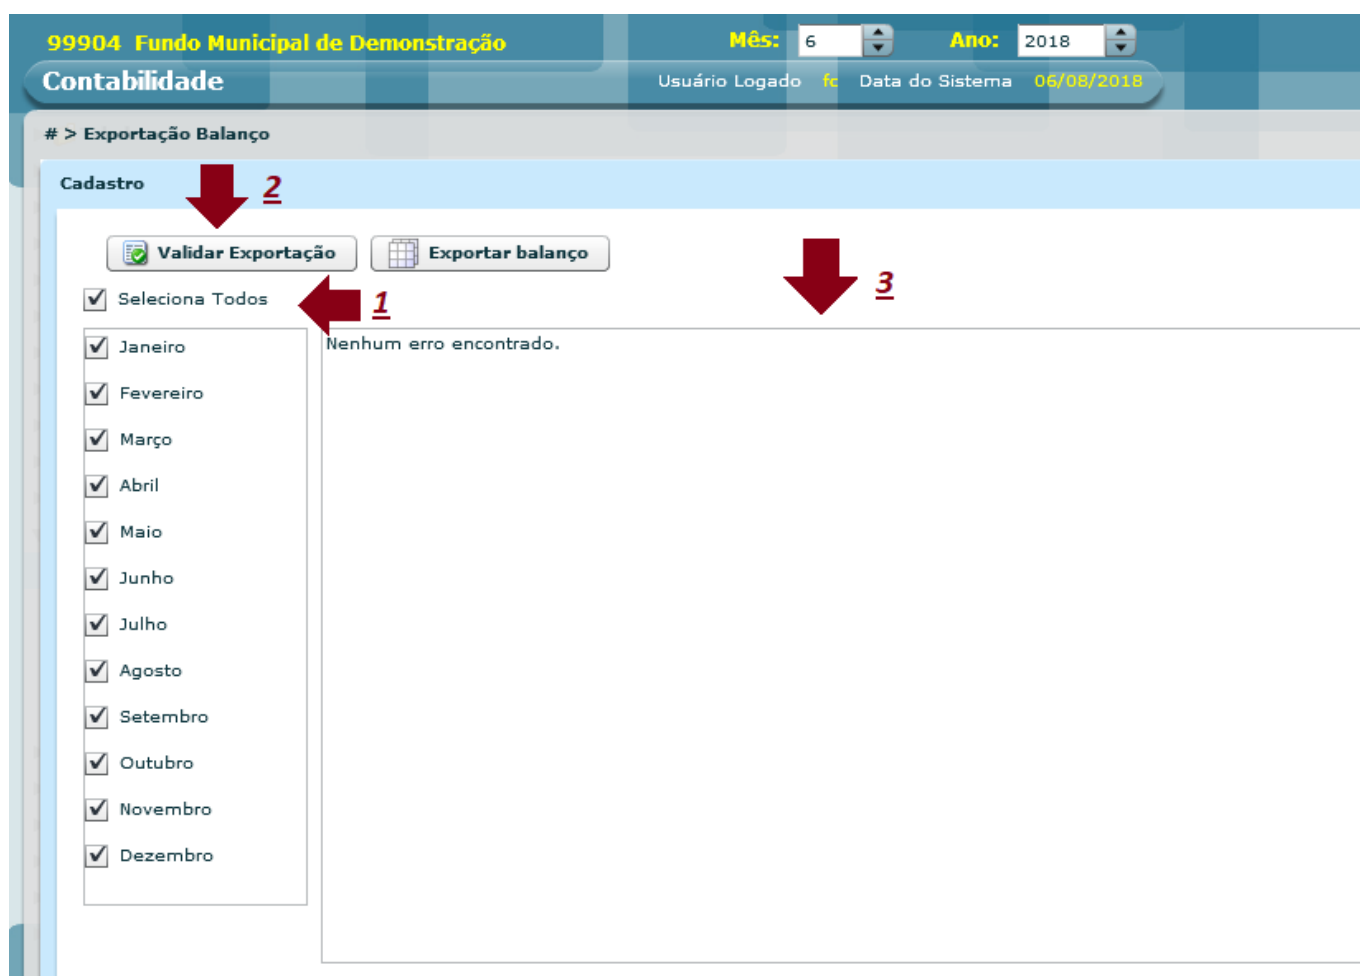 99904 Fundo Municipal de Demonstração Mês: 6 Ano: 2018
Contabilidade Usuário Logado fc Data do Sistema 06/08/2018
# > Exportação Balanço
Cadastro
2
Validar Exportação Exportar balanço
3
Seleciona Todos
1
Nenhum erro encontrado.
Janeiro
Fevereiro
Março
Abril
Maio
Junho
Julho
Agosto
Setembro
Outubro
Novembro
Dezembro